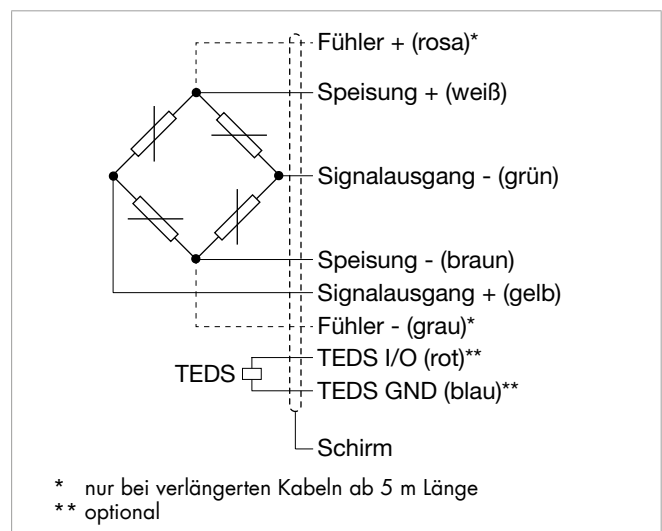 Fühler + (rosa)*
Speisung + (weiß)
Signalausgang - (grün)
Speisung - (braun)
Signalausgang + (gelb)
Fühler - (grau)*
TEDS I/O (rot)**
TEDS
TEDS GND (blau)**
Schirm
* nur bei verlängerten Kabeln ab 5 m Länge
** optional